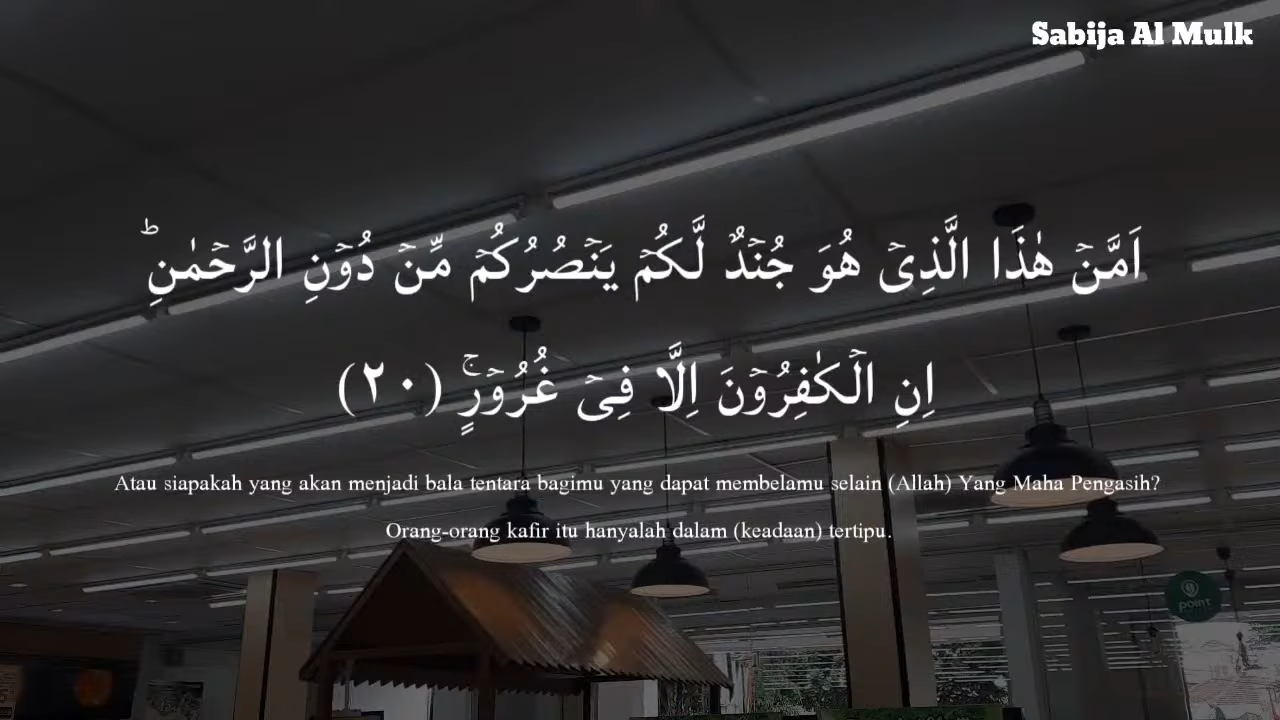 Sabija Al Mulk
اَمَّنۡ هٰذَا الَّذِىۡ هُوَ جُنۡدٌ لَّكُمۡ يَنۡصُرُكُمۡ مِّنۡ دُوۡنِ الرَّحۡمٰنِ‌ؕ
اِنِ الۡكٰفِرُوۡنَ اِلَّا فِىۡ غُرُوۡرٍ‌ۚ (٢٠)
Atau siapakah yang akan menjadi bala tentara bagimu yang dapat membelamu selain (Allah) Yang Maha Pengasih?
Orang-orang kafir itu hanyalah dalam (keadaan) tertipu.
point